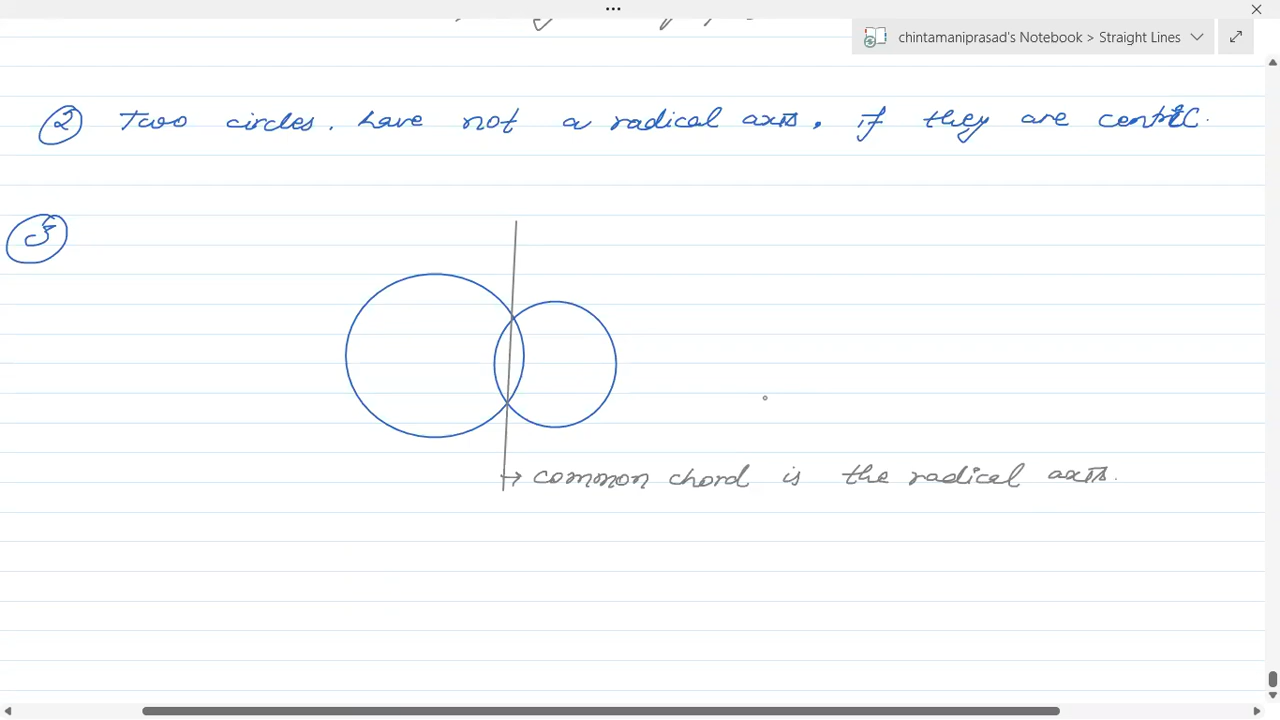 chintamaniprasad's Notebook > Straight Lines
② Two circles. have not a radical axis. if they are centric.
③
→ common chord is the radical axis.